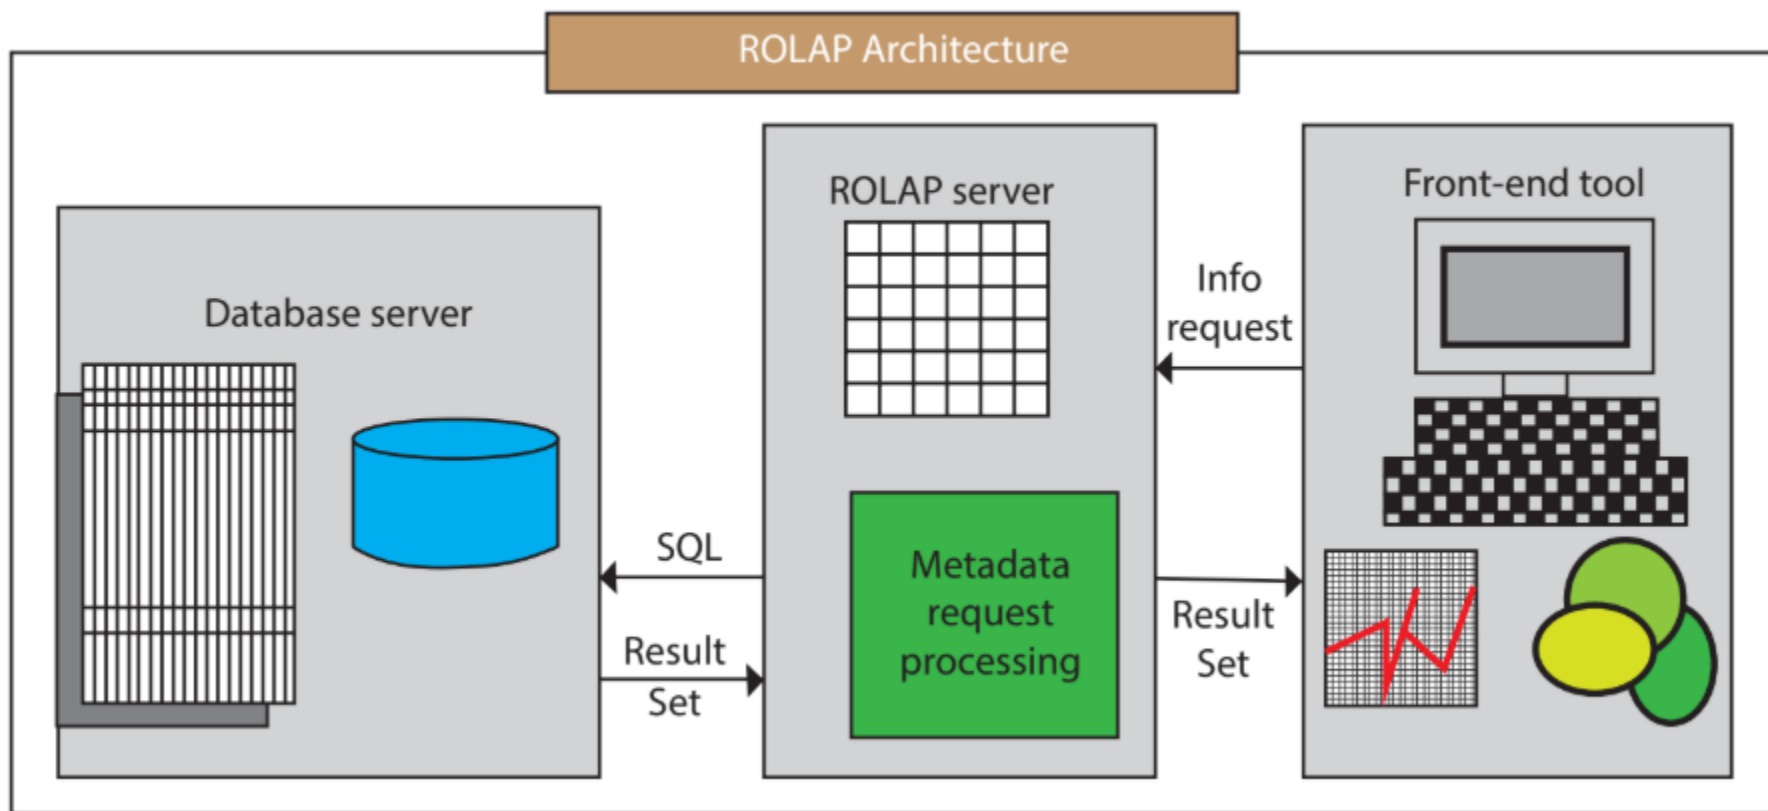 ROLAP Architecture
Database server
SQL
Result
Set
ROLAP server
Metadata
request
processing
Info
request
Result
Set
Front-end tool